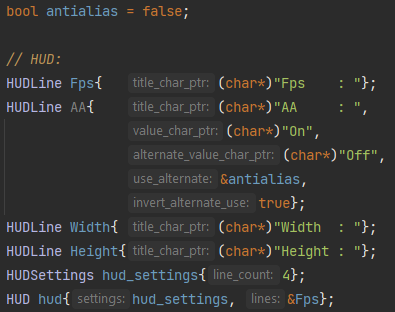 bool antialias = false;
// HUD:
HUDLine Fps{ title_char_ptr: (char*)"Fps    : "};
HUDLine AA{ title_char_ptr: (char*)"AA     : ",
value_char_ptr: (char*)"On",
alternate_value_char_ptr: (char*)"Off",
use_alternate: &antialias,
invert_alternate_use: true};
HUDLine Width{ title_char_ptr: (char*)"Width  : "};
HUDLine Height{ title_char_ptr: (char*)"Height : "};
HUDSettings hud_settings{ line_count: 4};
HUD hud{ settings: hud_settings, lines: &Fps};